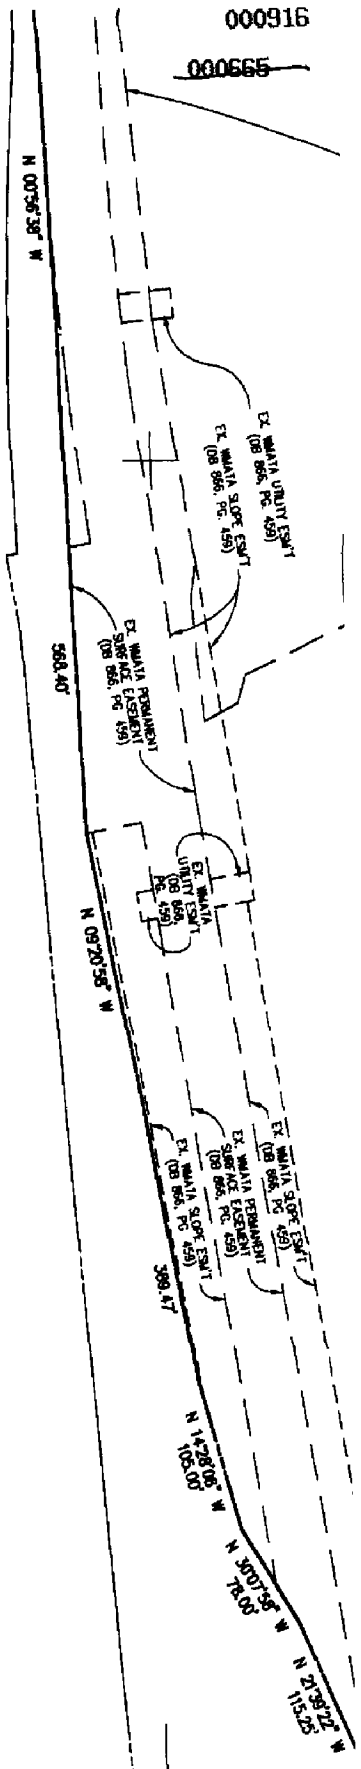 000916
000665
N 00°56'38" W
EX. WMATA UTILITY ESM'T
(DB 866, PG. 459)
EX. WMATA SLOPE ESM'T
(DB 866, PG. 459)
568.40'
EX. WMATA PERMANENT
SURFACE EASEMENT
(DB 866, PG 459)
EX. WMATA
UTILITY ESM'T
(DB 866,
PG. 459)
N 09°20'58" W
EX. WMATA SLOPE ESM'T
(DB 866, PG 459)
EX. WMATA PERMANENT
SURFACE EASEMENT
(DB 866, PG. 459)
EX. WMATA SLOPE ESM'T
(DB 866, PG 459)
389.47'
N 14°28'06" W
105.00'
N 30°07'58" W
78.00'
N 21°39'22" W
115.25'